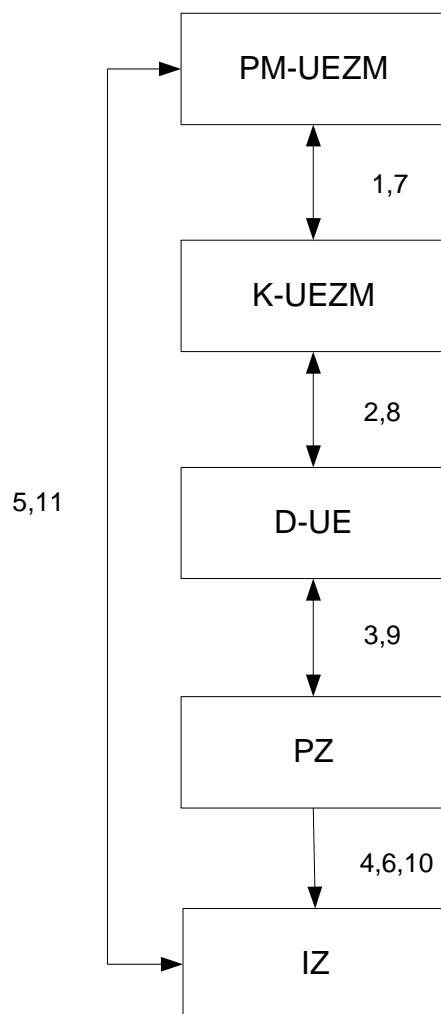 PM-UEZM
1,7
K-UEZM
2,8
5,11
D-UE
3,9
PZ
4,6,10
IZ